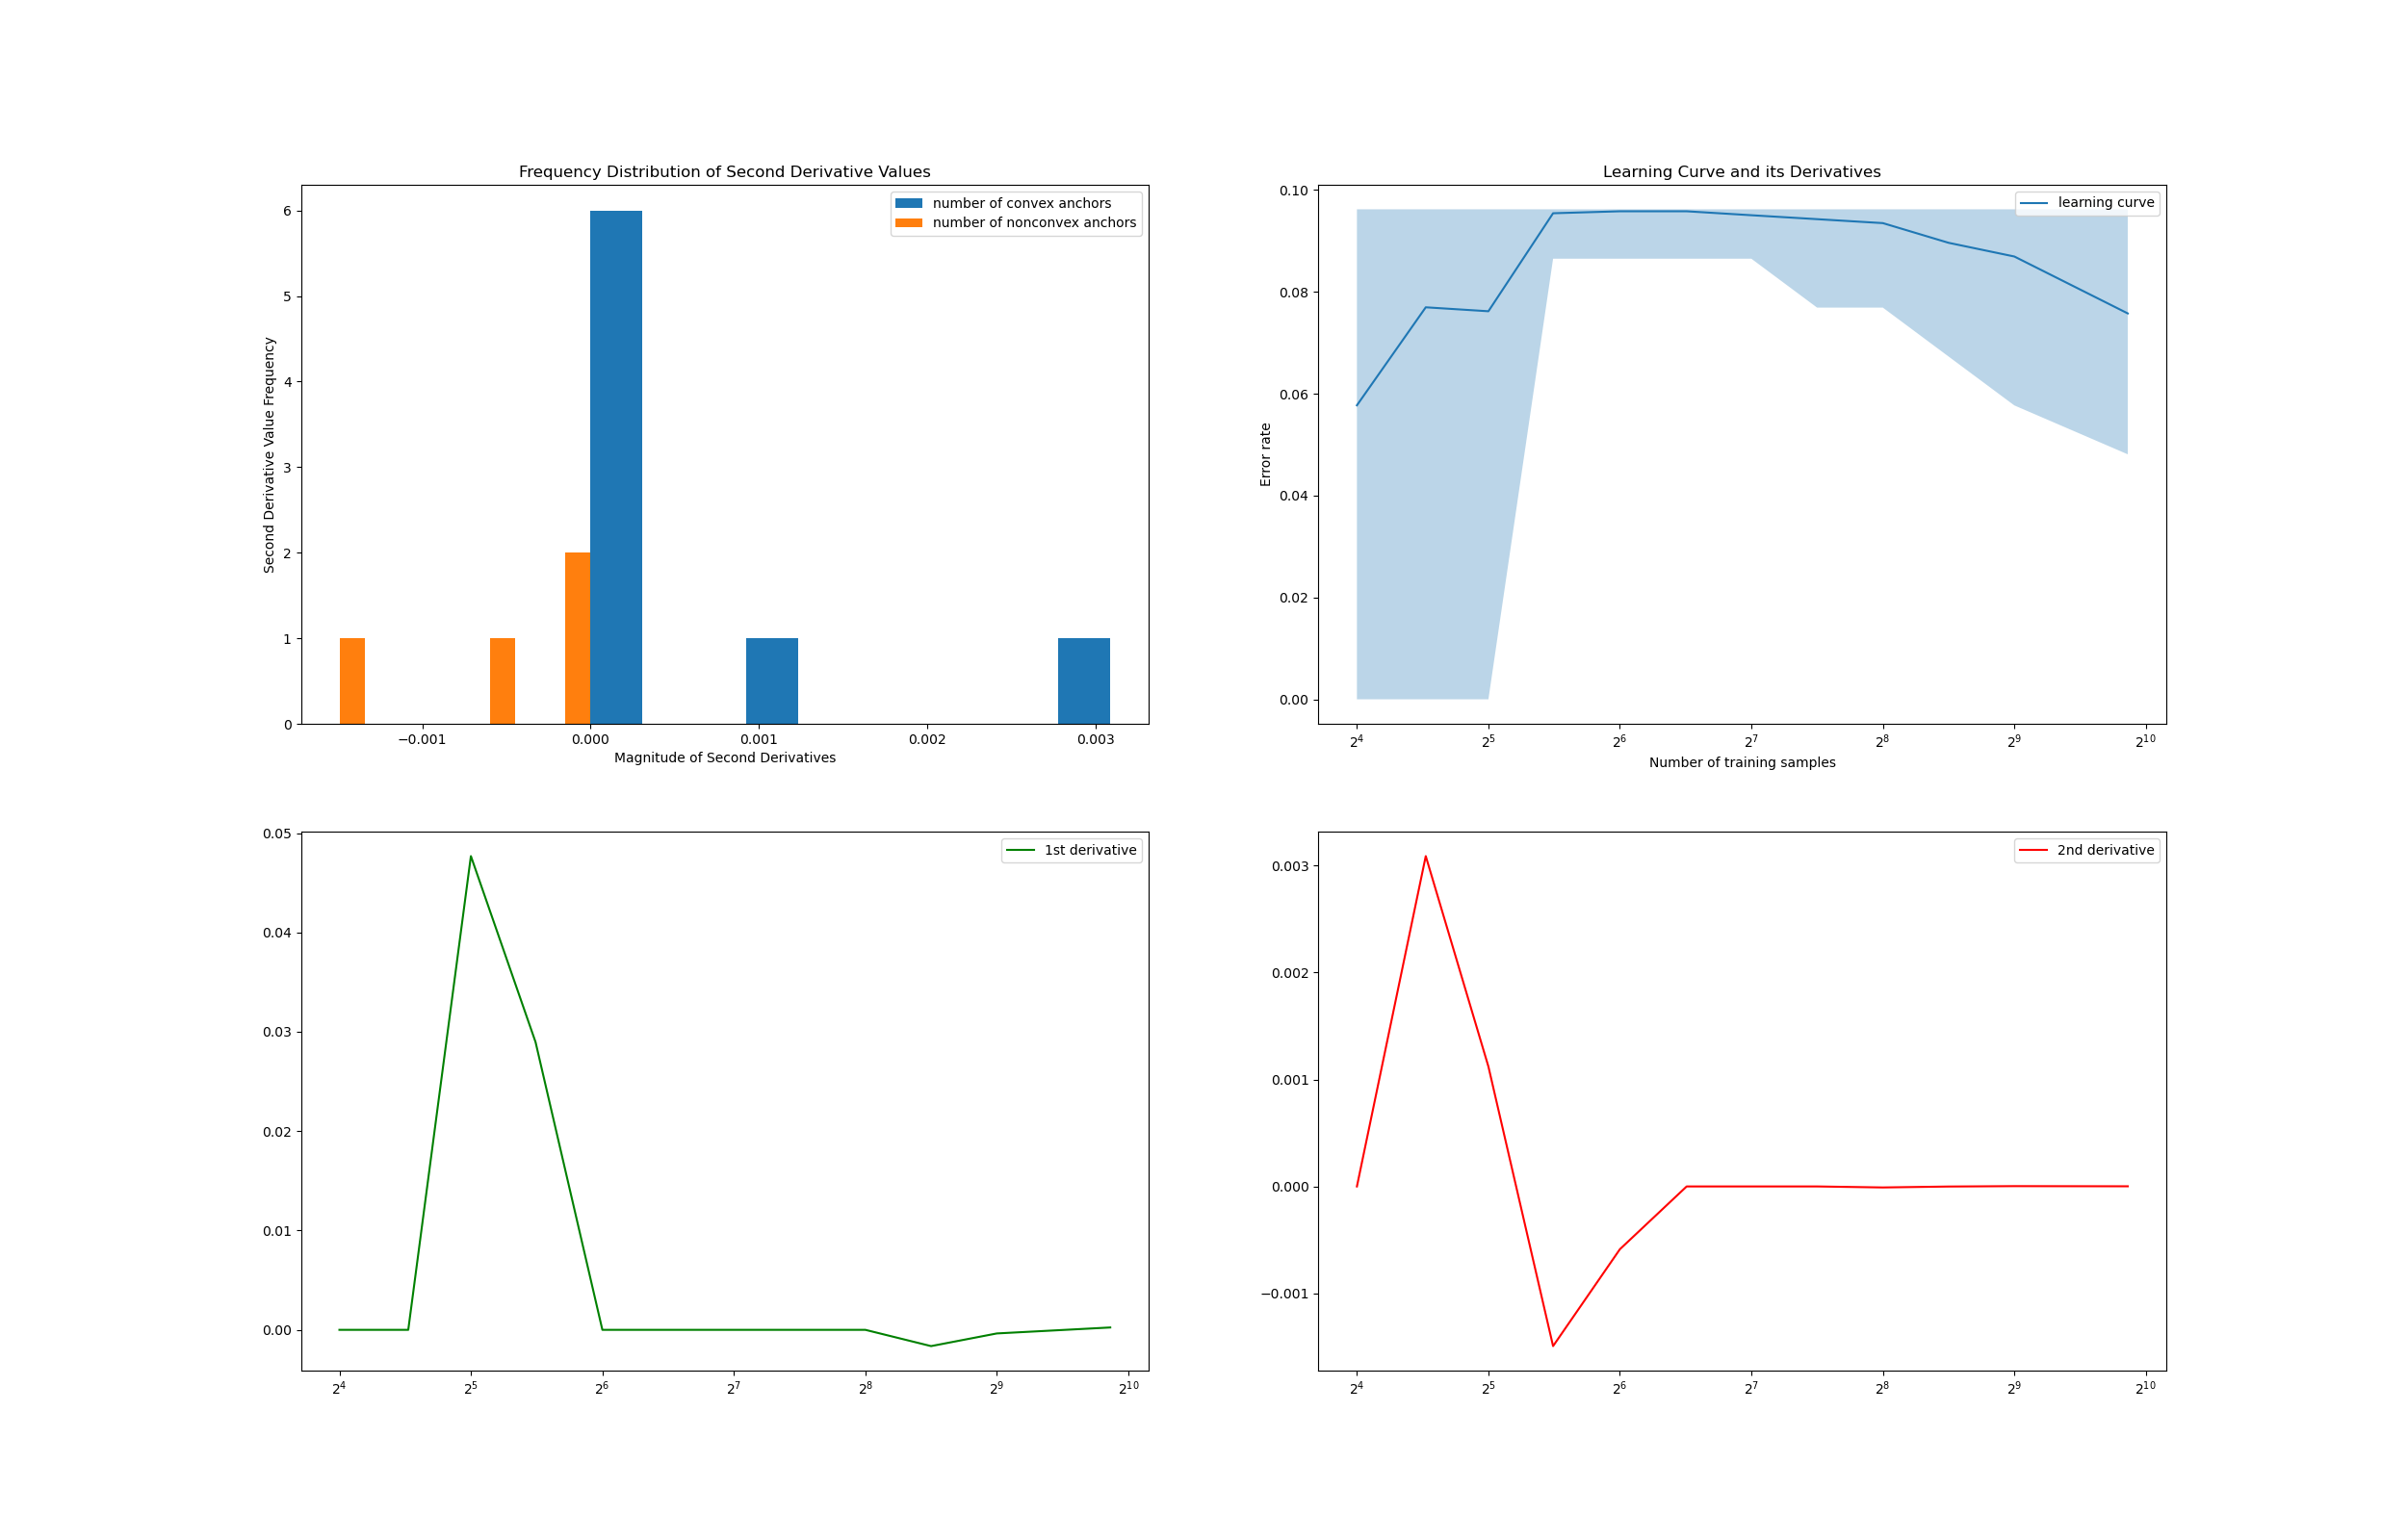 Frequency Distribution of Second Derivative Values
number of convex anchors
number of nonconvex anchors
Second Derivative Value Frequency
6
5
4
3
2
1
0
−0.001 0.000 0.001 0.002 0.003
Magnitude of Second Derivatives
Learning Curve and its Derivatives
learning curve
Error rate
0.10
0.08
0.06
0.04
0.02
0.00
2^4 2^5 2^6 2^7 2^8 2^9 2^10
Number of training samples
1st derivative
0.05
0.04
0.03
0.02
0.01
0.00
2^4 2^5 2^6 2^7 2^8 2^9 2^10
2nd derivative
0.003
0.002
0.001
0.000
−0.001
2^4 2^5 2^6 2^7 2^8 2^9 2^10